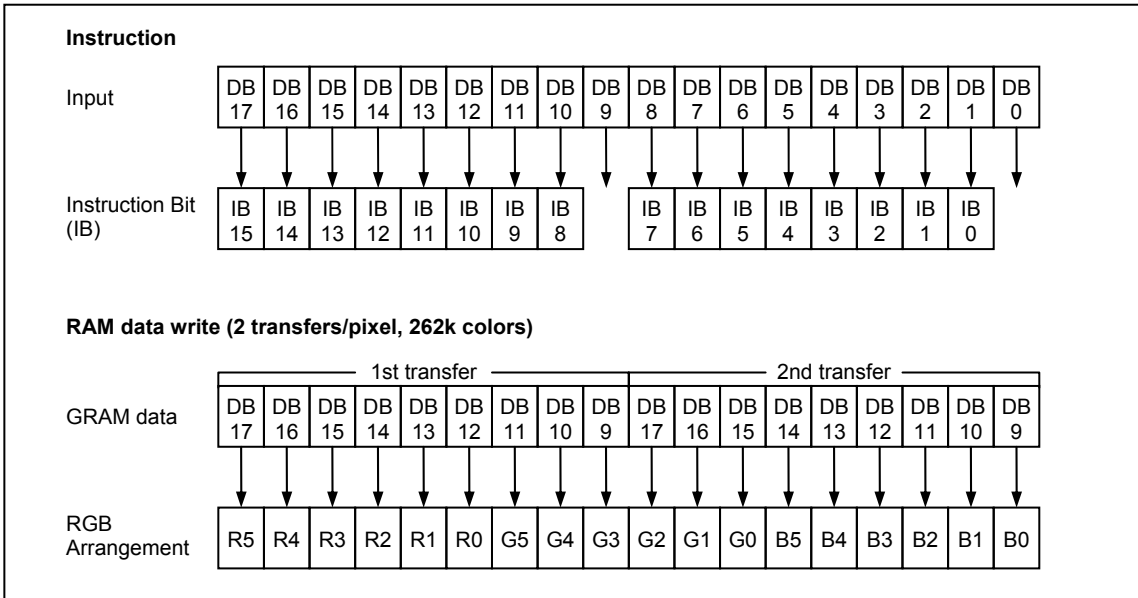 Instruction
Input DB 17 DB 16 DB 15 DB 14 DB 13 DB 12 DB 11 DB 10 DB 9 DB 8 DB 7 DB 6 DB 5 DB 4 DB 3 DB 2 DB 1 DB 0
Instruction Bit (IB) IB 15 IB 14 IB 13 IB 12 IB 11 IB 10 IB 9 IB 8 IB 7 IB 6 IB 5 IB 4 IB 3 IB 2 IB 1 IB 0
RAM data write (2 transfers/pixel, 262k colors)
1st transfer 2nd transfer
GRAM data DB 17 DB 16 DB 15 DB 14 DB 13 DB 12 DB 11 DB 10 DB 9 DB 17 DB 16 DB 15 DB 14 DB 13 DB 12 DB 11 DB 10 DB 9
RGB Arrangement R5 R4 R3 R2 R1 R0 G5 G4 G3 G2 G1 G0 B5 B4 B3 B2 B1 B0